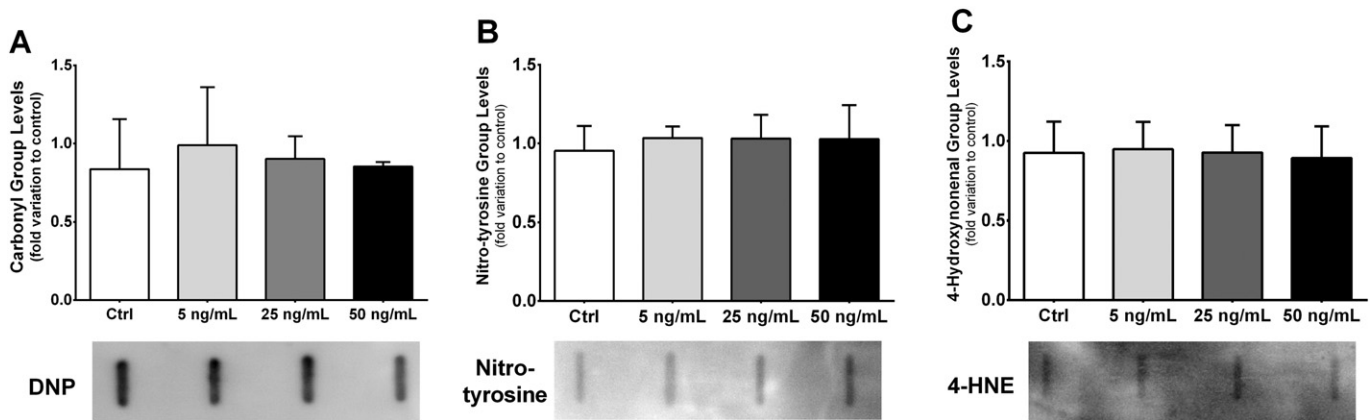 A
Carbonyl Group Levels
(fold variation to control)
1.5
1.0
0.5
0.0
Ctrl 5 ng/mL 25 ng/mL 50 ng/mL
DNP
B
Nitro-tyrosine Group Levels
(fold variation to control)
1.5
1.0
0.5
0.0
Ctrl 5 ng/mL 25 ng/mL 50 ng/mL
Nitro-
tyrosine
C
4-Hydroxynonenal Group Levels
(fold variation to control)
1.5
1.0
0.5
0.0
Ctrl 5 ng/mL 25 ng/mL 50 ng/mL
4-HNE